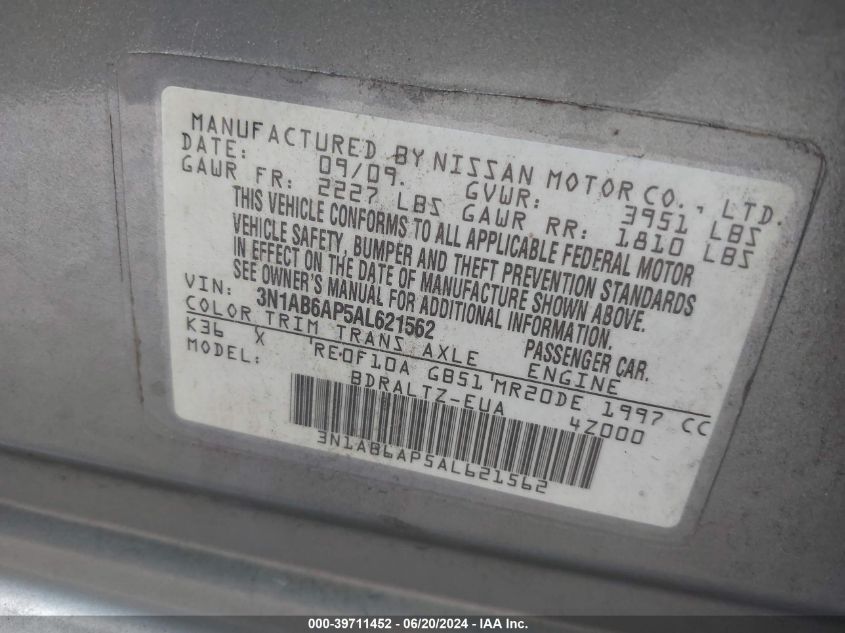 MANUFACTURED BY NISSAN MOTOR CO., LTD.
DATE: 09/09. GVWR: 3951 LBS
GAWR FR: 2227 LBS GAWR RR: 1810 LBS
THIS VEHICLE CONFORMS TO ALL APPLICABLE FEDERAL MOTOR
VEHICLE SAFETY, BUMPER AND THEFT PREVENTION STANDARDS
IN EFFECT ON THE DATE OF MANUFACTURE SHOWN ABOVE.
SEE OWNER'S MANUAL FOR ADDITIONAL INFORMATION.
VIN: 3N1AB6AP5AL621562 PASSENGER CAR.
COLOR TRIM TRANS AXLE ENGINE
K36 X RE0F10A GB51 MR20DE 1997 CC
MODEL: BDRALTZ-EUA 4Z000
3N1AB6AP5AL621562
000-39711452 - 06/20/2024 - IAA Inc.